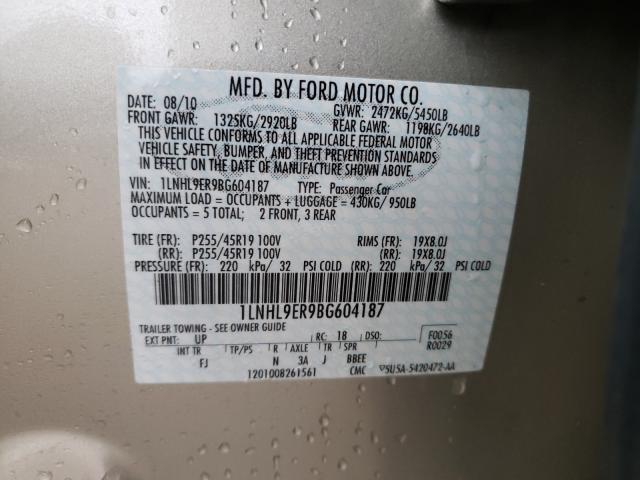 MFD. BY FORD MOTOR CO.
DATE: 08/10 GVWR: 2472KG/5450LB
FRONT GAWR: 1325KG/2920LB REAR GAWR: 1198KG/2640LB
THIS VEHICLE CONFORMS TO ALL APPLICABLE FEDERAL MOTOR
VEHICLE SAFETY, BUMPER, AND THEFT PREVENTION STANDARDS
IN EFFECT ON THE DATE OF MANUFACTURE SHOWN ABOVE.
VIN: 1LNHL9ER9BG604187 TYPE: Passenger Car
MAXIMUM LOAD = OCCUPANTS + LUGGAGE = 430KG/ 950LB
OCCUPANTS = 5 TOTAL; 2 FRONT, 3 REAR
TIRE (FR): P255/45R19 100V RIMS (FR): 19X8.0J
(RR): P255/45R19 100V (RR): 19X8.0J
PRESSURE (FR): 220 kPa/ 32 PSI COLD (RR): 220 kPa/ 32 PSI COLD
1LNHL9ER9BG604187
TRAILER TOWING - SEE OWNER GUIDE
EXT PNT: UP RC: 18 DSO: F0056
R0029
INT TR TP/PS R AXLE TR SPR
FJ N 3A J BBEE
1201008261561 CMC 5U5A-5420472-AA